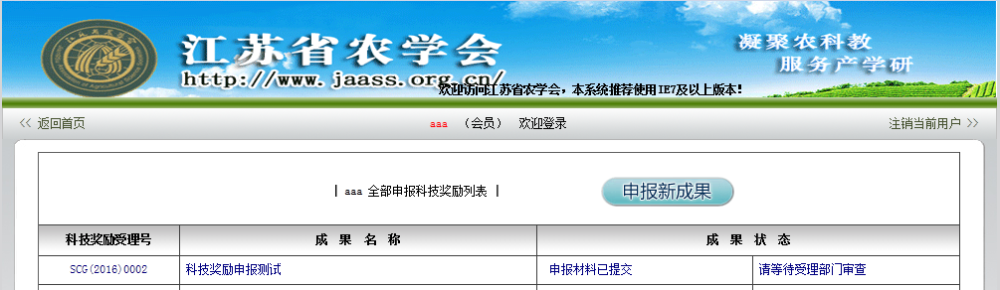 江苏省农学会
http://www.jaass.org.cn/
凝聚农科教
服务产学研
欢迎访问江苏省农学会，本系统推荐使用IE7及以上版本！
<< 返回首页 aaa （会员） 欢迎登录 注销当前用户 >>
| aaa 全部申报科技奖励列表 | 申报新成果
科技奖励受理号 成 果 名 称 成 果 状 态
SCG(2016)0002 科技奖励申报测试 申报材料已提交 请等待受理部门审查